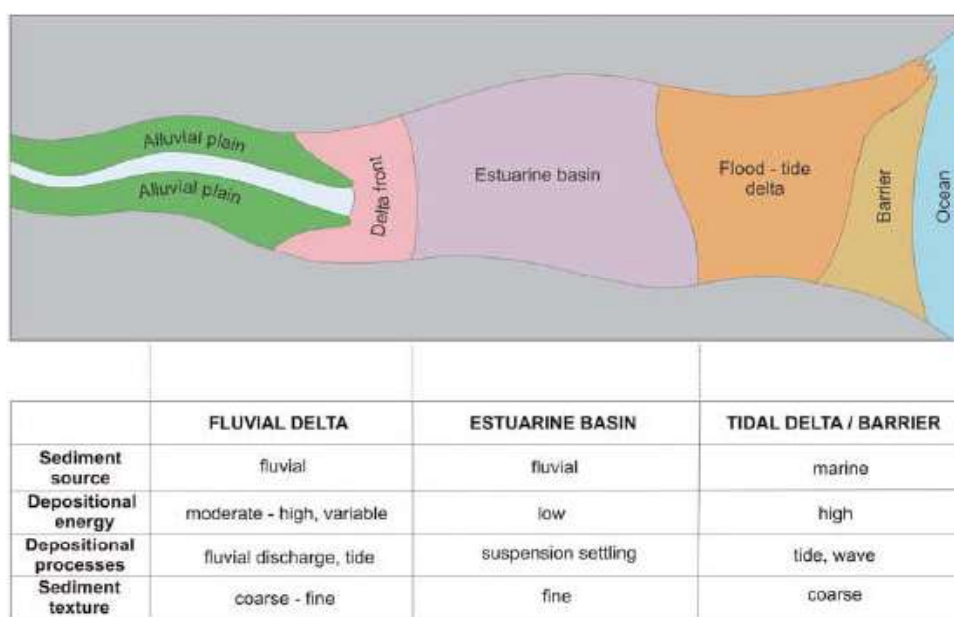 Alluvial plain
Alluvial plain
Delta front
Estuarine basin
Flood - tide
delta
Barrier
Ocean
FLUVIAL DELTA ESTUARINE BASIN TIDAL DELTA / BARRIER
Sediment
source fluvial fluvial marine
Depositional
energy moderate - high, variable low high
Depositional
processes fluvial discharge, tide suspension settling tide, wave
Sediment
texture coarse - fine fine coarse